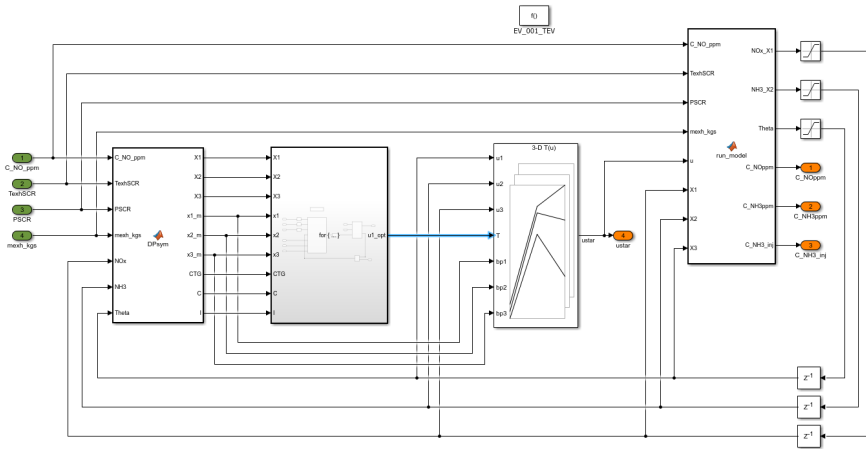 f()
EV_001_TEV
1
C_NO_ppm
2
TexhSCR
3
PSCR
4
mexh_kgs
C_NO_ppm
TexhSCR
PSCR
mexh_kgs
NOx
NH3
Theta
DPsym
X1
X2
X3
x1_m
x2_m
x3_m
CTG
C
I
X1
X2
X3
x1
x2
x3
CTG
C
I
for { ... }
u1_opt
3-D T(u)
u1
u2
u3
T
bp1
bp2
bp3
ustar
4
ustar
C_NO_ppm
TexhSCR
PSCR
mexh_kgs
u
X1
X2
X3
run_model
NOx_X1
NH3_X2
Theta
C_NOppm
C_NH3ppm
C_NH3_inj
1
C_NOppm
2
C_NH3ppm
3
C_NH3_inj
Z-1
Z-1
Z-1